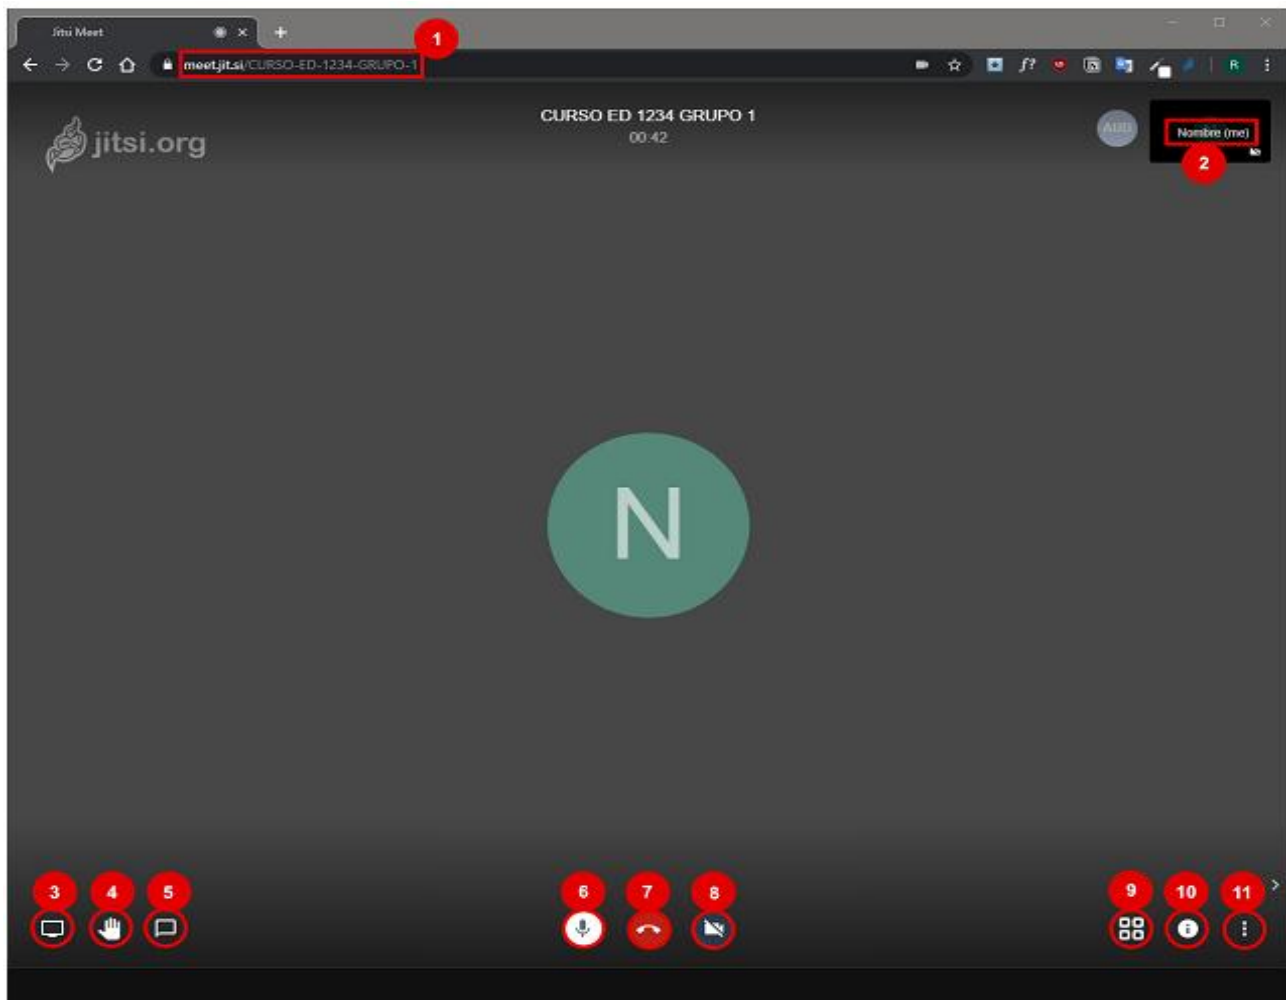 Jitsi Meet
1
meet.jit.si/CURSO-ED-1234-GRUPO-1
f?
R
jitsi.org
CURSO ED 1234 GRUPO 1
00:42
AUD
Nombre (me)
2
N
3 4 5 6 7 8 9 10 11